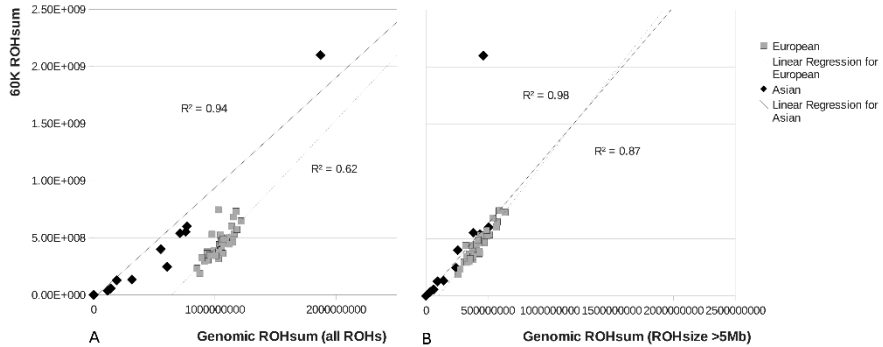 60K ROHsum
2.50E+009
2.00E+009
1.50E+009
1.00E+009
5.00E+008
0.00E+000
R² = 0.94
R² = 0.62
0 1000000000 2000000000
A Genomic ROHsum (all ROHs)
R² = 0.98
R² = 0.87
0 500000000 1000000000 1500000000 2000000000 2500000000
B Genomic ROHsum (ROHsize >5Mb)
European
Linear Regression for
European
Asian
Linear Regression for
Asian